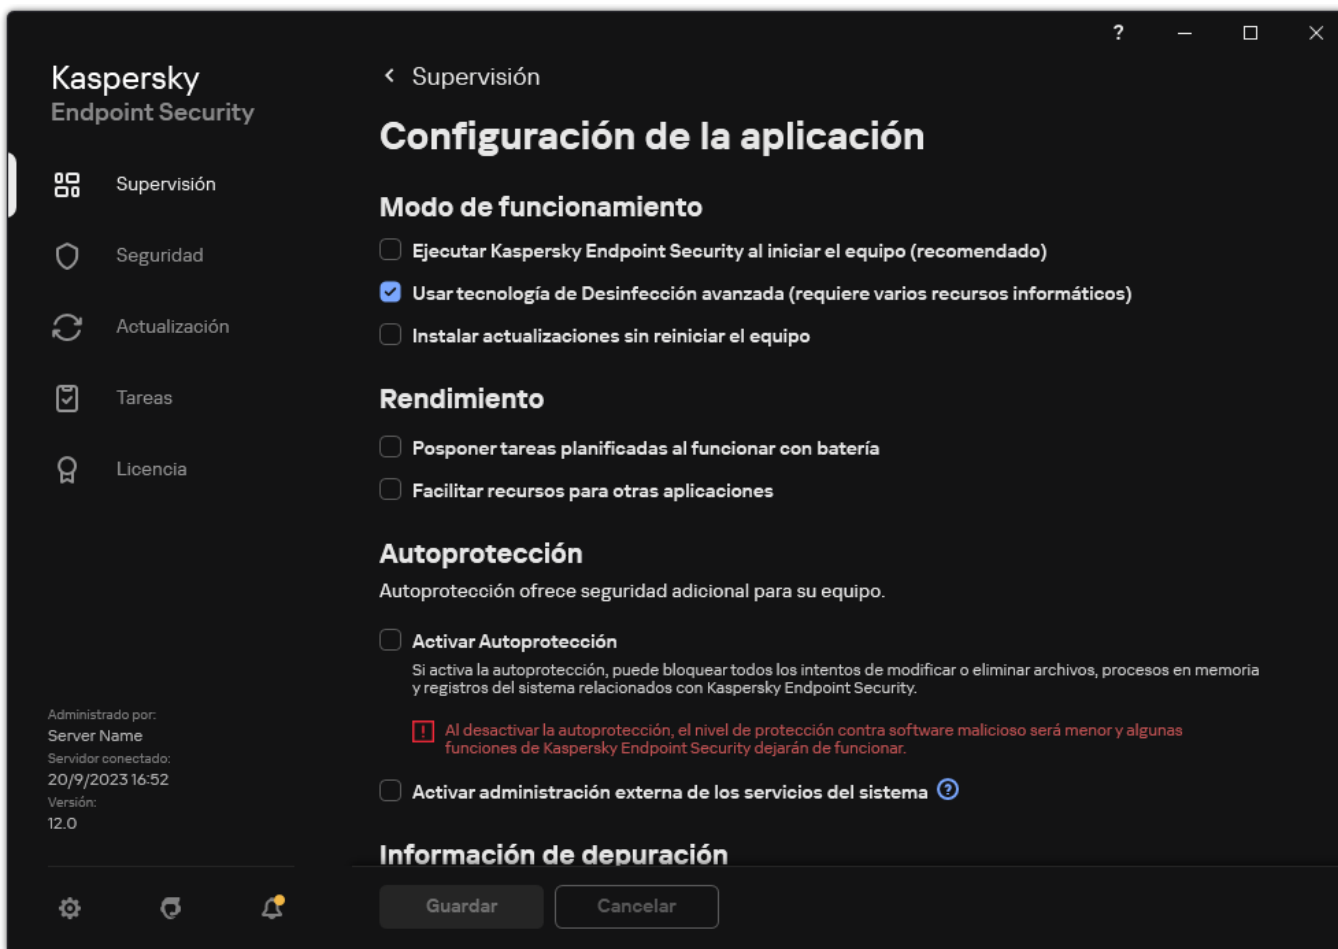 ?
Kaspersky
Endpoint Security
Supervisión
Seguridad
Actualización
Tareas
Licencia
Administrado por:
Server Name
Servidor conectado:
20/9/2023 16:52
Versión:
12.0
Supervisión
Configuración de la aplicación
Modo de funcionamiento
Ejecutar Kaspersky Endpoint Security al iniciar el equipo (recomendado)
Usar tecnología de Desinfección avanzada (requiere varios recursos informáticos)
Instalar actualizaciones sin reiniciar el equipo
Rendimiento
Posponer tareas planificadas al funcionar con batería
Facilitar recursos para otras aplicaciones
Autoprotección
Autoprotección ofrece seguridad adicional para su equipo.
Activar Autoprotección
Si activa la autoprotección, puede bloquear todos los intentos de modificar o eliminar archivos, procesos en memoria
y registros del sistema relacionados con Kaspersky Endpoint Security.
Al desactivar la autoprotección, el nivel de protección contra software malicioso será menor y algunas
funciones de Kaspersky Endpoint Security dejarán de funcionar.
Activar administración externa de los servicios del sistema ?
Información de depuración
Guardar
Cancelar